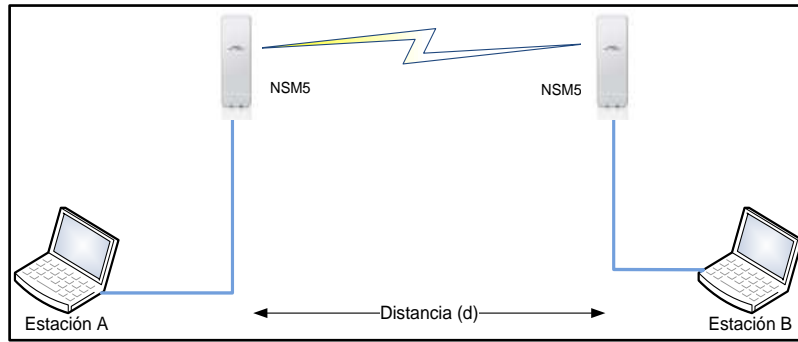 NSM5
NSM5
Distancia (d)
Estación A
Estación B